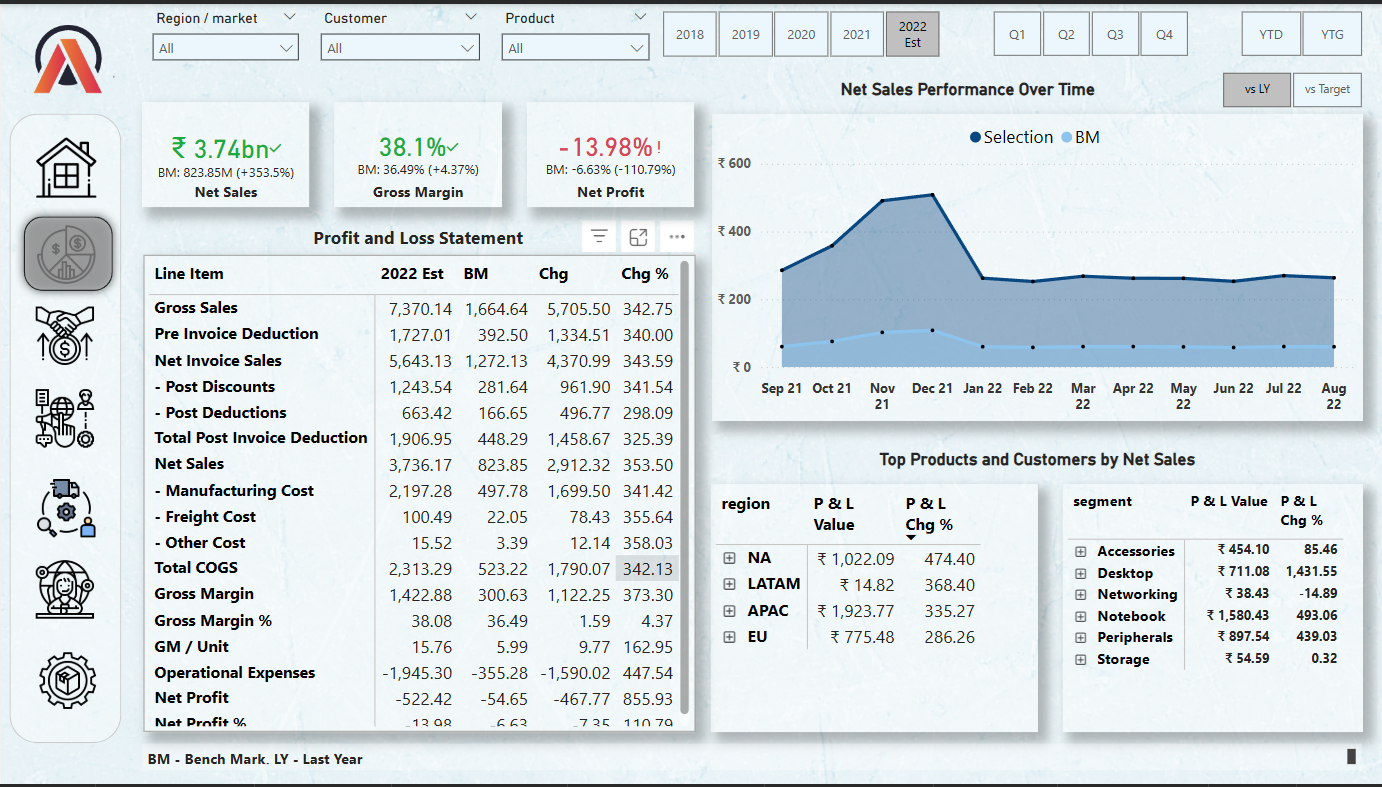 Region / market
Customer
Product
All
All
All
2018
2019
2020
2021
2022
Est
Q1
Q2
Q3
Q4
YTD
YTG
Net Sales Performance Over Time
vs LY
vs Target
₹ 3.74bn✓
BM: 823.85M (+353.5%)
Net Sales
38.1%✓
BM: 36.49% (+4.37%)
Gross Margin
-13.98%!
BM: -6.63% (-110.79%)
Net Profit
Selection
BM
₹ 600
₹ 400
₹ 200
₹ 0
Sep 21 Oct 21 Nov 21 Dec 21 Jan 22 Feb 22 Mar 22 Apr 22 May 22 Jun 22 Jul 22 Aug 22
Profit and Loss Statement
Line Item 2022 Est BM Chg Chg %
Gross Sales 7,370.14 1,664.64 5,705.50 342.75
Pre Invoice Deduction 1,727.01 392.50 1,334.51 340.00
Net Invoice Sales 5,643.13 1,272.13 4,370.99 343.59
- Post Discounts 1,243.54 281.64 961.90 341.54
- Post Deductions 663.42 166.65 496.77 298.09
Total Post Invoice Deduction 1,906.95 448.29 1,458.67 325.39
Net Sales 3,736.17 823.85 2,912.32 353.50
- Manufacturing Cost 2,197.28 497.78 1,699.50 341.42
- Freight Cost 100.49 22.05 78.43 355.64
- Other Cost 15.52 3.39 12.14 358.03
Total COGS 2,313.29 523.22 1,790.07 342.13
Gross Margin 1,422.88 300.63 1,122.25 373.30
Gross Margin % 38.08 36.49 1.59 4.37
GM / Unit 15.76 5.99 9.77 162.95
Operational Expenses -1,945.30 -355.28 -1,590.02 447.54
Net Profit -522.42 -54.65 -467.77 855.93
Net Profit % -13.98 -6.63 -7.35 110.79
Top Products and Customers by Net Sales
region P & L Value P & L Chg %
NA ₹ 1,022.09 474.40
LATAM ₹ 14.82 368.40
APAC ₹ 1,923.77 335.27
EU ₹ 775.48 286.26
segment P & L Value P & L Chg %
Accessories ₹ 454.10 85.46
Desktop ₹ 711.08 1,431.55
Networking ₹ 38.43 -14.89
Notebook ₹ 1,580.43 493.06
Peripherals ₹ 897.54 439.03
Storage ₹ 54.59 0.32
BM - Bench Mark. LY - Last Year